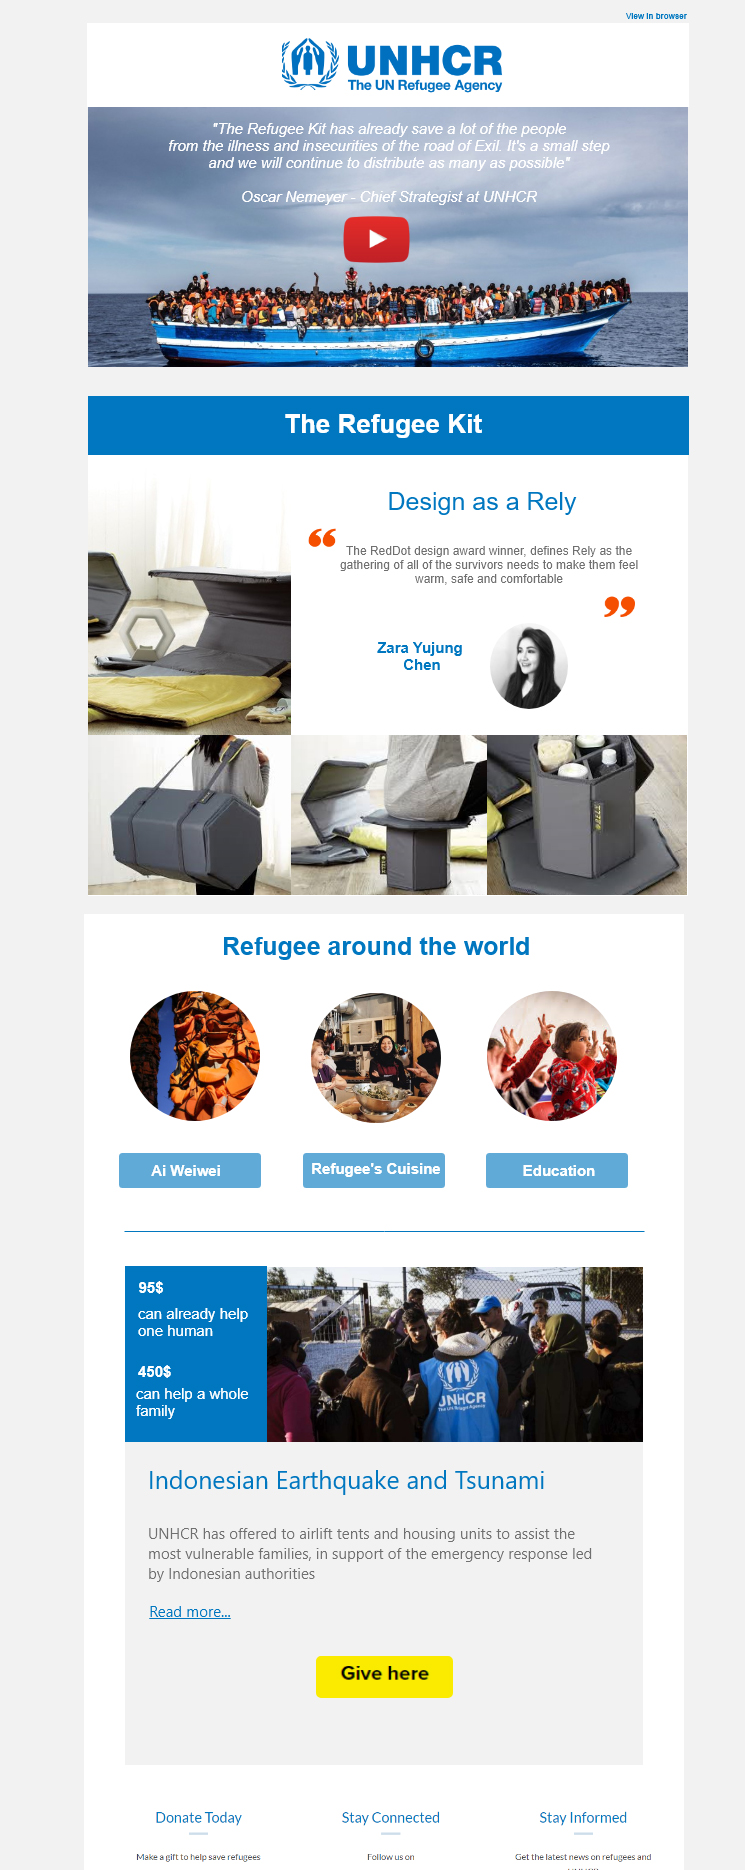 View in browser
UNHCR
The UN Refugee Agency
"The Refugee Kit has already save a lot of the people
from the illness and insecurities of the road of Exil. It's a small step
and we will continue to distribute as many as possible"
Oscar Nemeyer - Chief Strategist at UNHCR
The Refugee Kit
Design as a Rely
“ The RedDot design award winner, defines Rely as the
gathering of all of the survivors needs to make them feel
warm, safe and comfortable
”
Zara Yujung
Chen
Refugee around the world
Ai Weiwei
Refugee's Cuisine
Education
95$
can already help
one human
450$
can help a whole
family
UNHCR
The UN Refugee Agency
Indonesian Earthquake and Tsunami
UNHCR has offered to airlift tents and housing units to assist the
most vulnerable families, in support of the emergency response led
by Indonesian authorities
Read more...
Give here
Donate Today
Make a gift to help save refugees
Stay Connected
Follow us on
Stay Informed
Get the latest news on refugees and